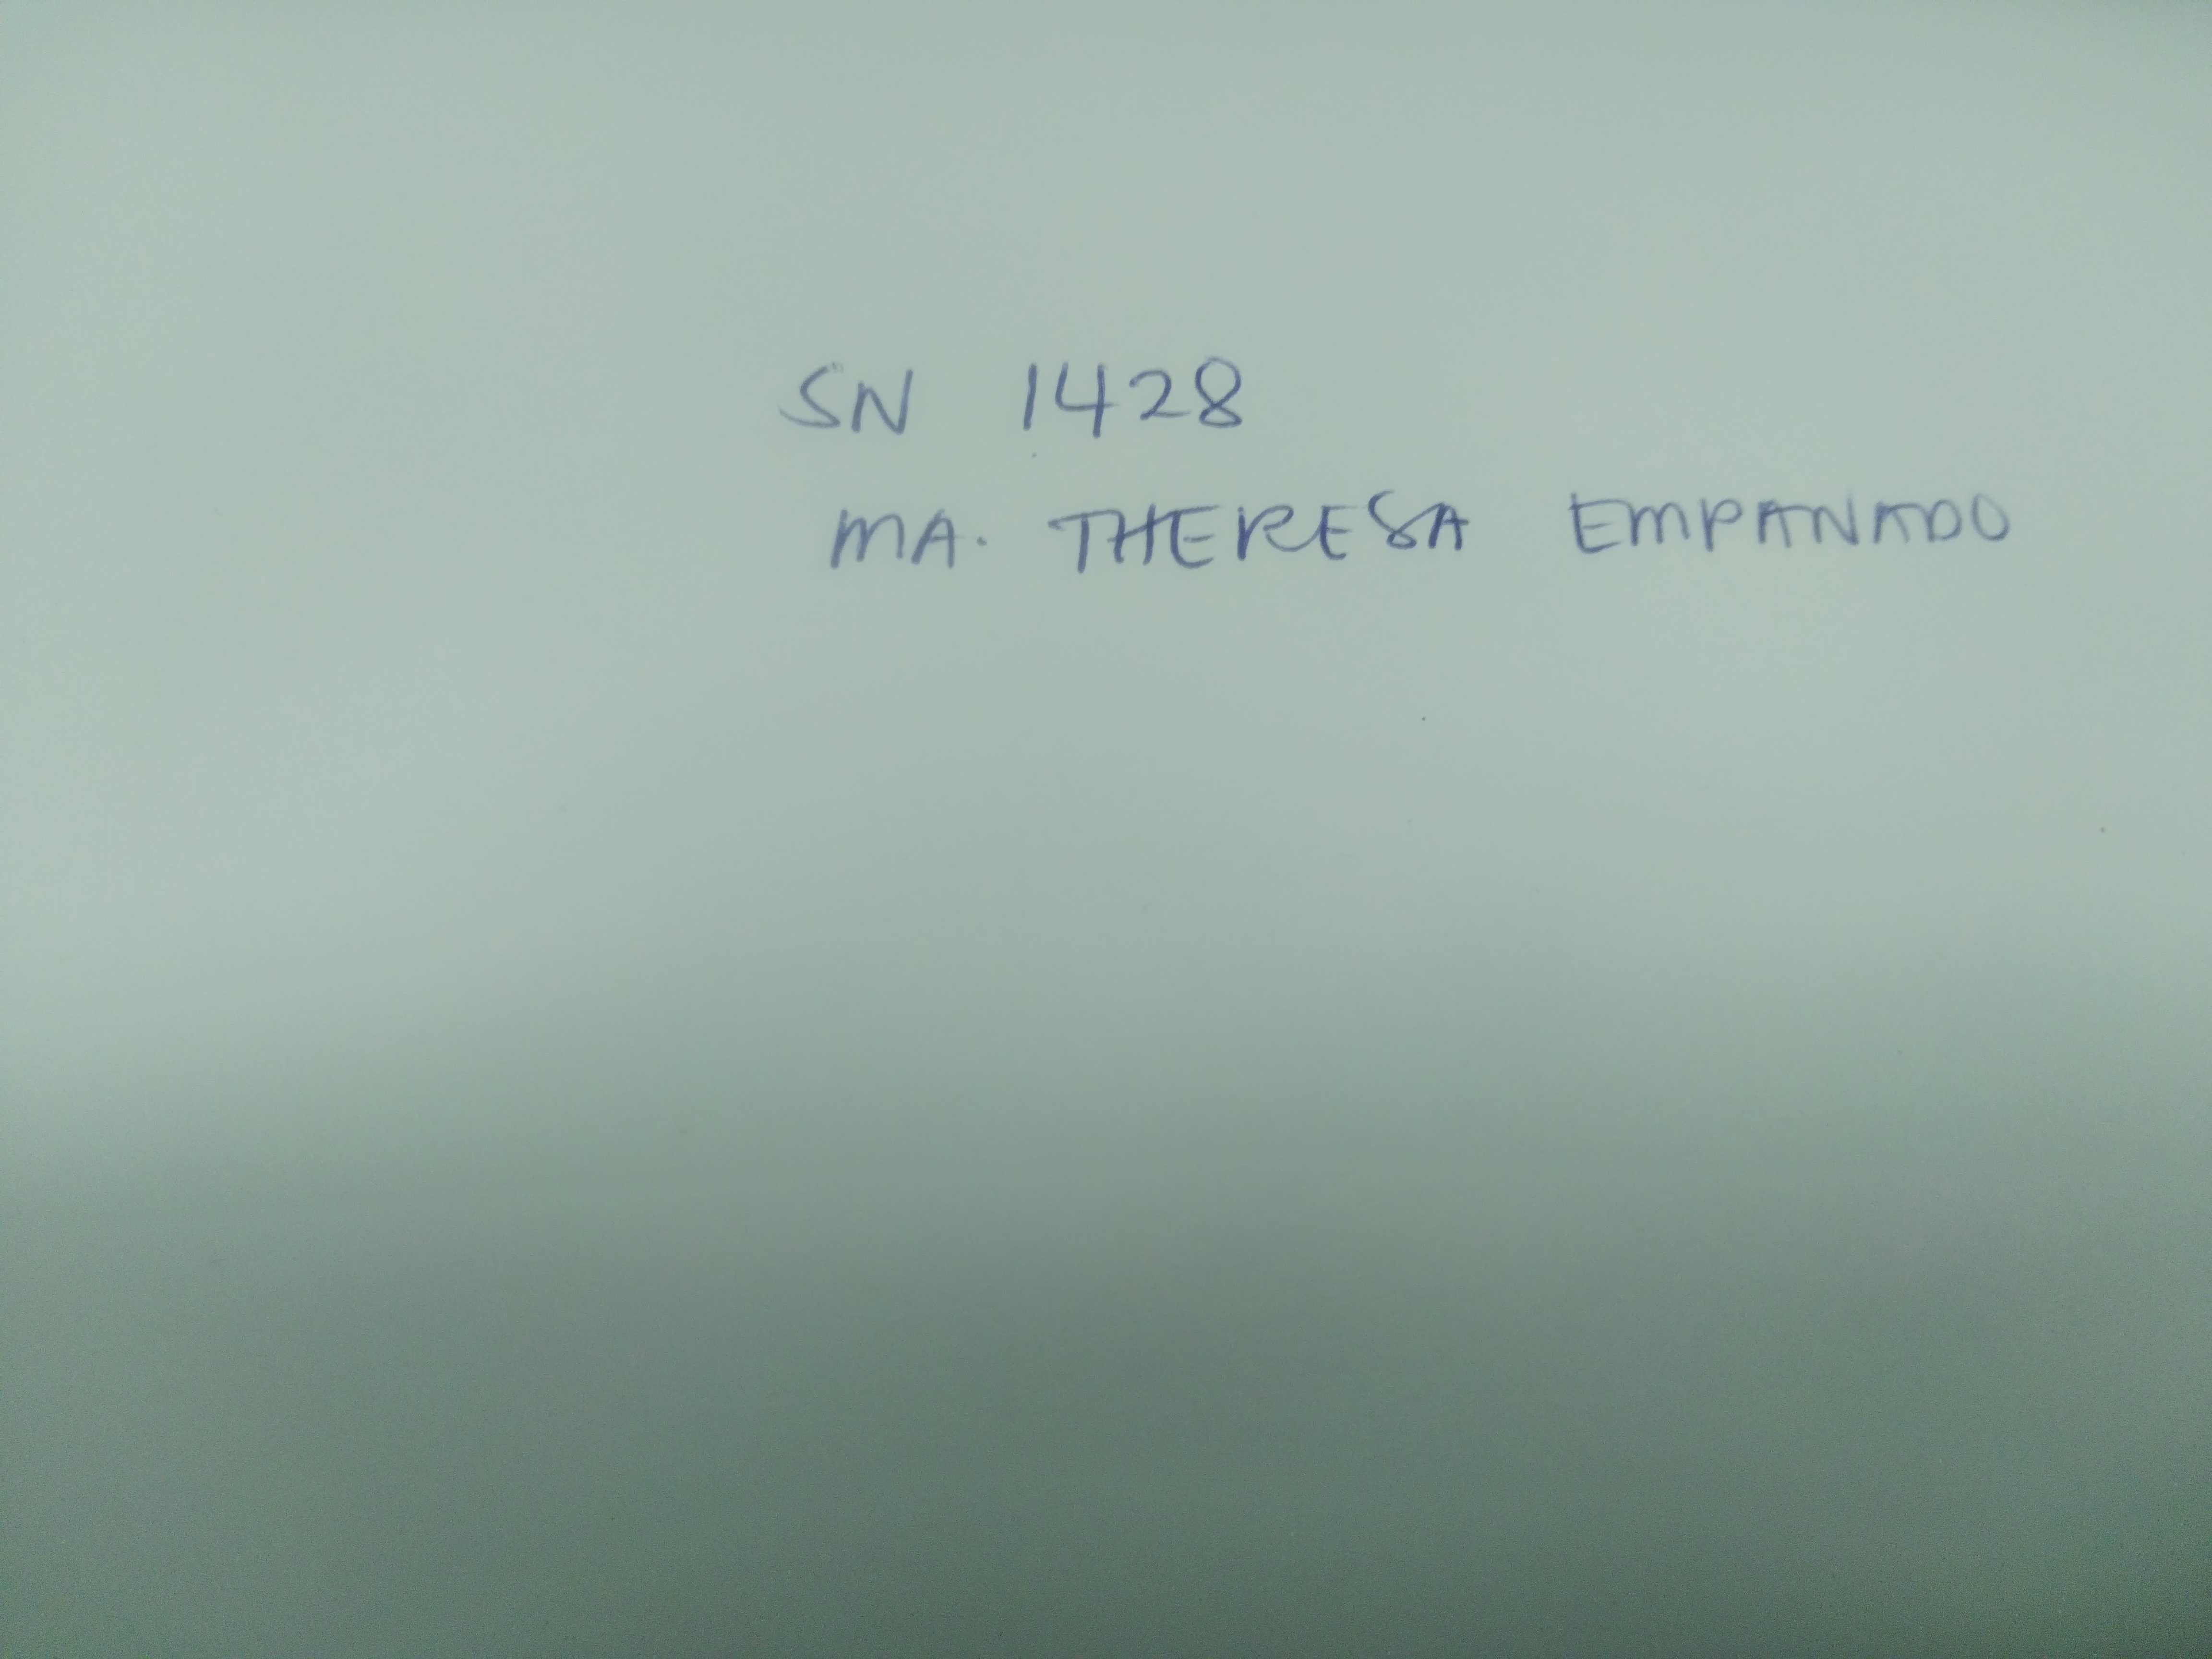 SN 1428
MA. THERESA EMPANADO